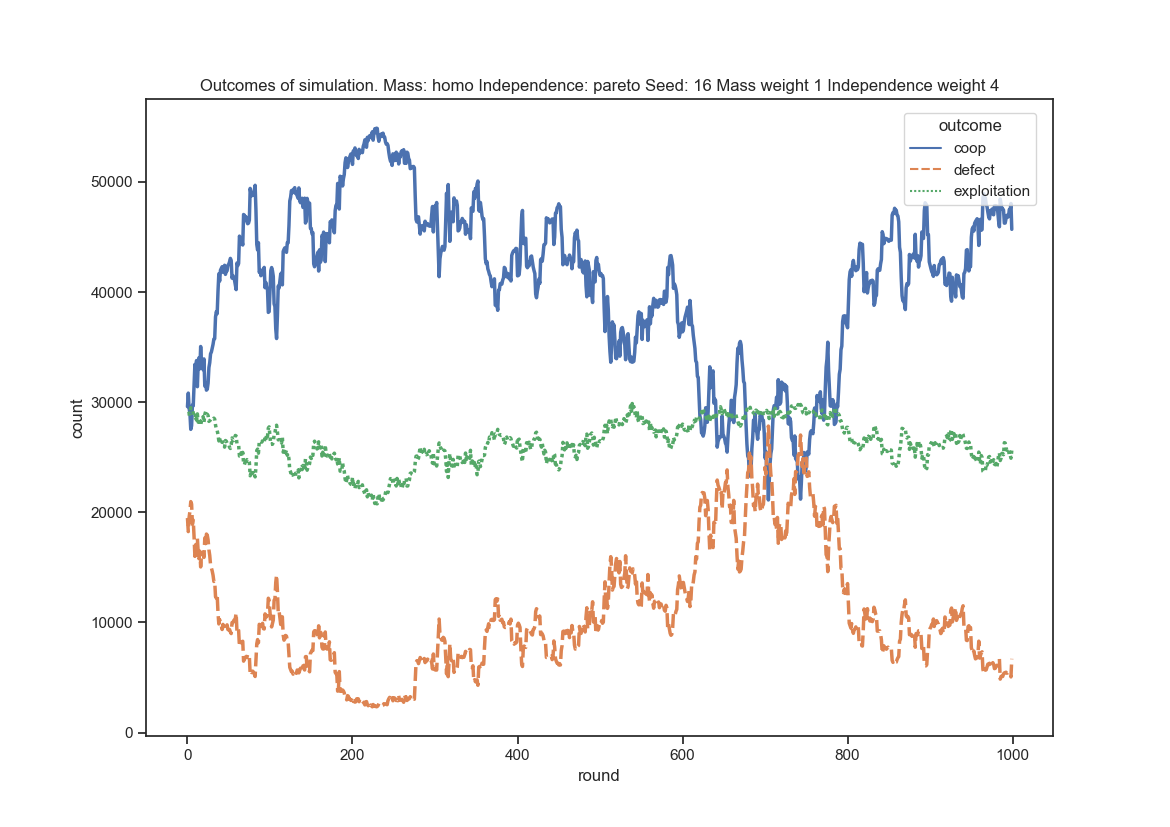 Outcomes of simulation. Mass: homo Independence: pareto Seed: 16 Mass weight 1 Independence weight 4
outcome
coop
defect
exploitation
50000
40000
30000
20000
10000
0
count
0 200 400 600 800 1000
round